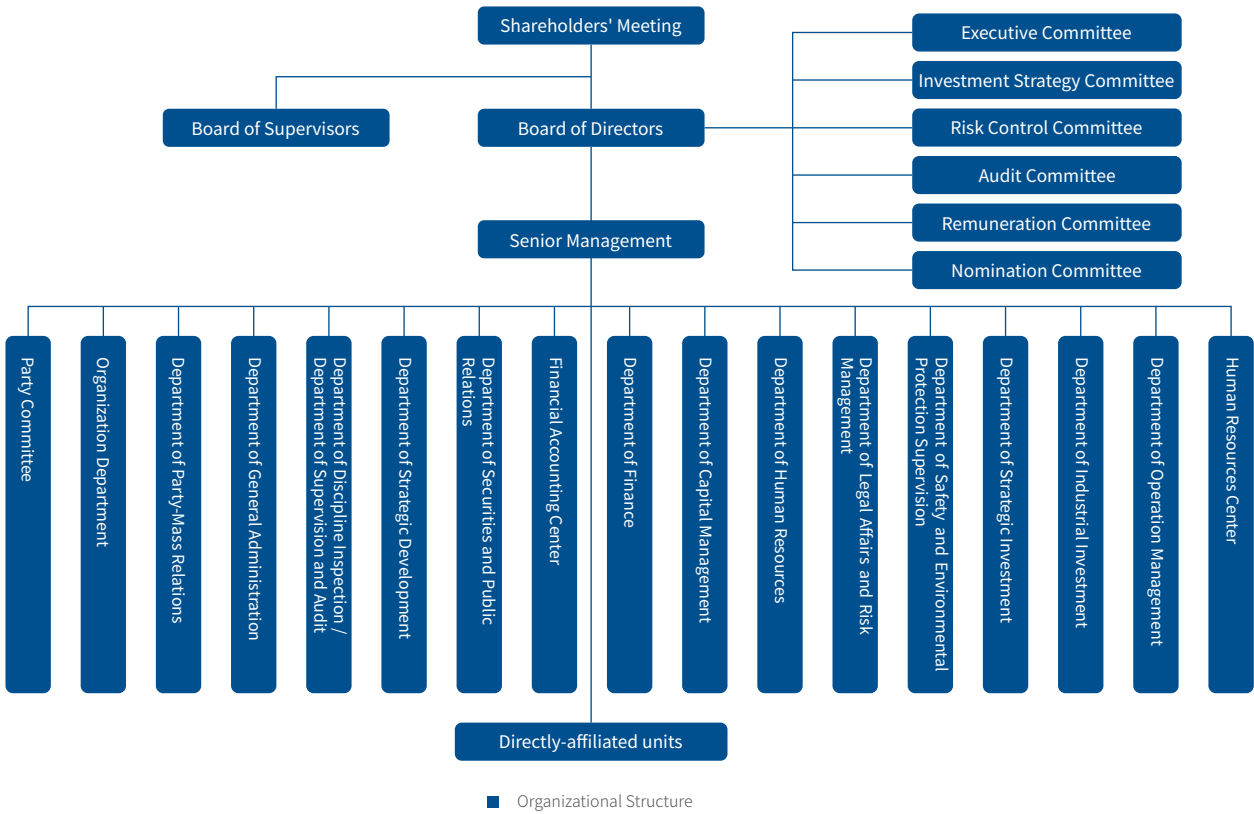 Shareholders' Meeting
Executive Committee
Investment Strategy Committee
Board of Supervisors
Board of Directors
Risk Control Committee
Audit Committee
Remuneration Committee
Senior Management
Nomination Committee
Party Committee
Organization Department
Department of Party-Mass Relations
Department of General Administration
Department of Discipline Inspection /
Department of Supervision and Audit
Department of Strategic Development
Department of Securities and Public
Relations
Financial Accounting Center
Department of Finance
Department of Capital Management
Department of Human Resources
Department of Legal Affairs and Risk
Management
Department of Safety and Environmental
Protection Supervision
Department of Strategic Investment
Department of Industrial Investment
Department of Operation Management
Human Resources Center
Directly-affiliated units
Organizational Structure